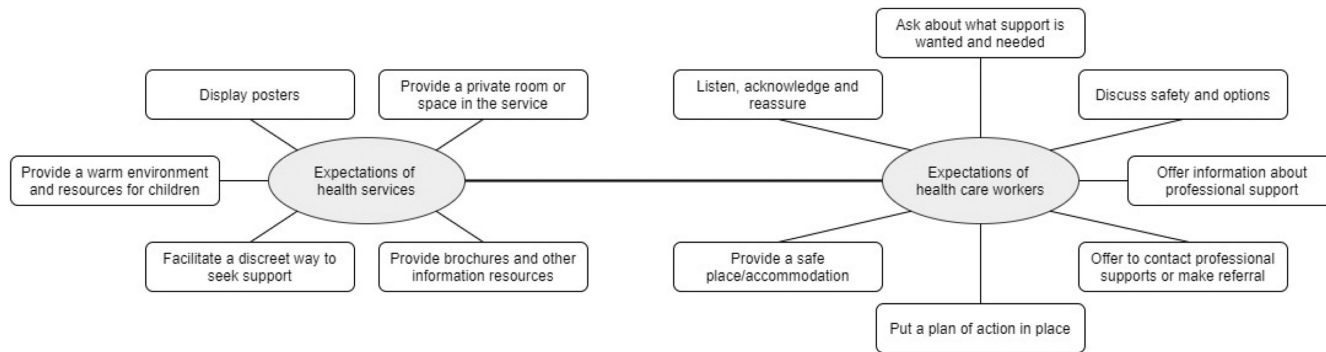 Display posters
Provide a private room or
space in the service
Provide a warm environment
and resources for children
Expectations of
health services
Facilitate a discreet way to
seek support
Provide brochures and other
information resources
Ask about what support is
wanted and needed
Listen, acknowledge and
reassure
Discuss safety and options
Expectations of
health care workers
Offer information about
professional support
Provide a safe
place/accommodation
Offer to contact professional
supports or make referral
Put a plan of action in place